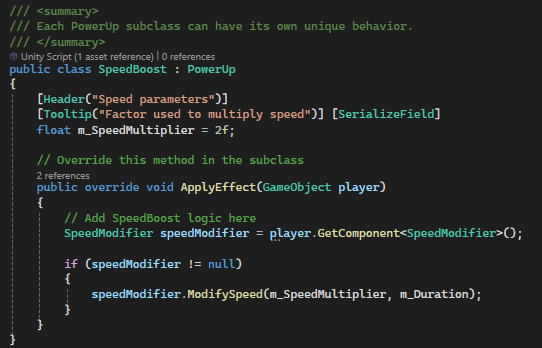 /// <summary>
/// Each PowerUp subclass can have its own unique behavior.
/// </summary>
Unity Script (1 asset reference) | 0 references
public class SpeedBoost : PowerUp
{
    [Header("Speed parameters")]
    [Tooltip("Factor used to multiply speed")] [SerializeField]
    float m_SpeedMultiplier = 2f;

    // Override this method in the subclass
    2 references
    public override void ApplyEffect(GameObject player)
    {
        // Add SpeedBoost logic here
        SpeedModifier speedModifier = player.GetComponent<SpeedModifier>();

        if (speedModifier != null)
        {
            speedModifier.ModifySpeed(m_SpeedMultiplier, m_Duration);
        }
    }
}